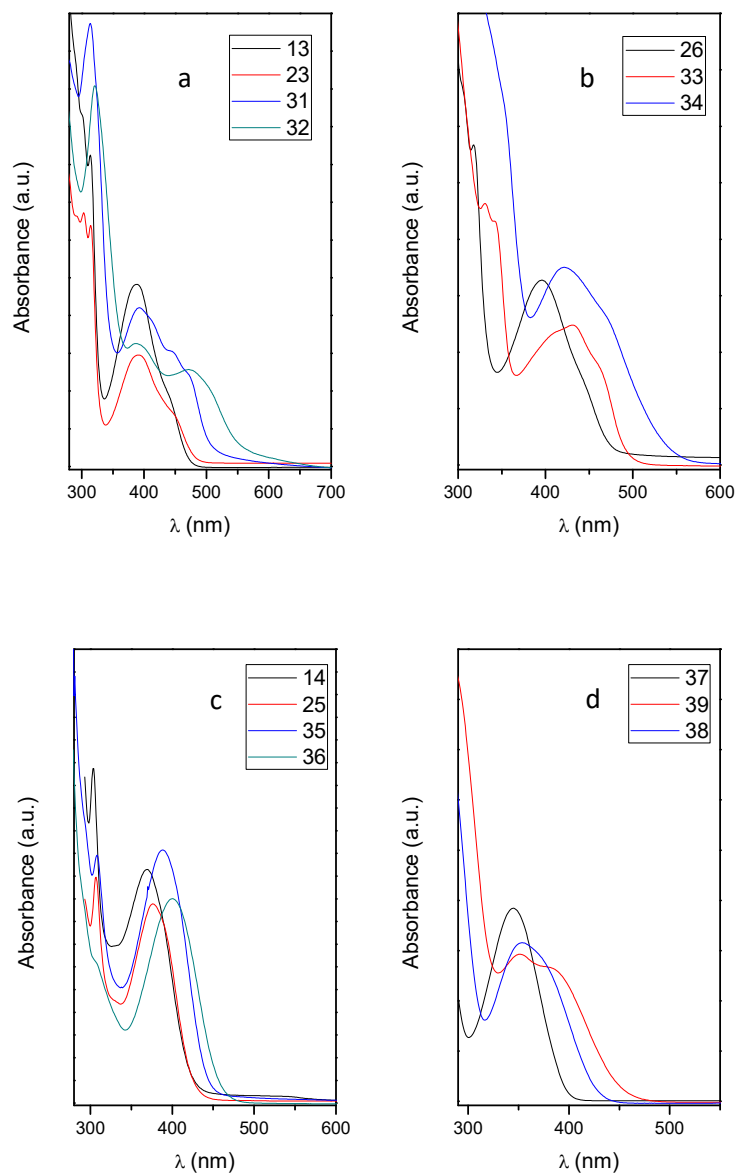 a
13
23
31
32
Absorbance (a.u.)
300 400 500 600 700
λ (nm)
b
26
33
34
Absorbance (a.u.)
300 400 500 600
λ (nm)
c
14
25
35
36
Absorbance (a.u.)
300 400 500 600
λ (nm)
d
37
39
38
Absorbance (a.u.)
300 400 500
λ (nm)